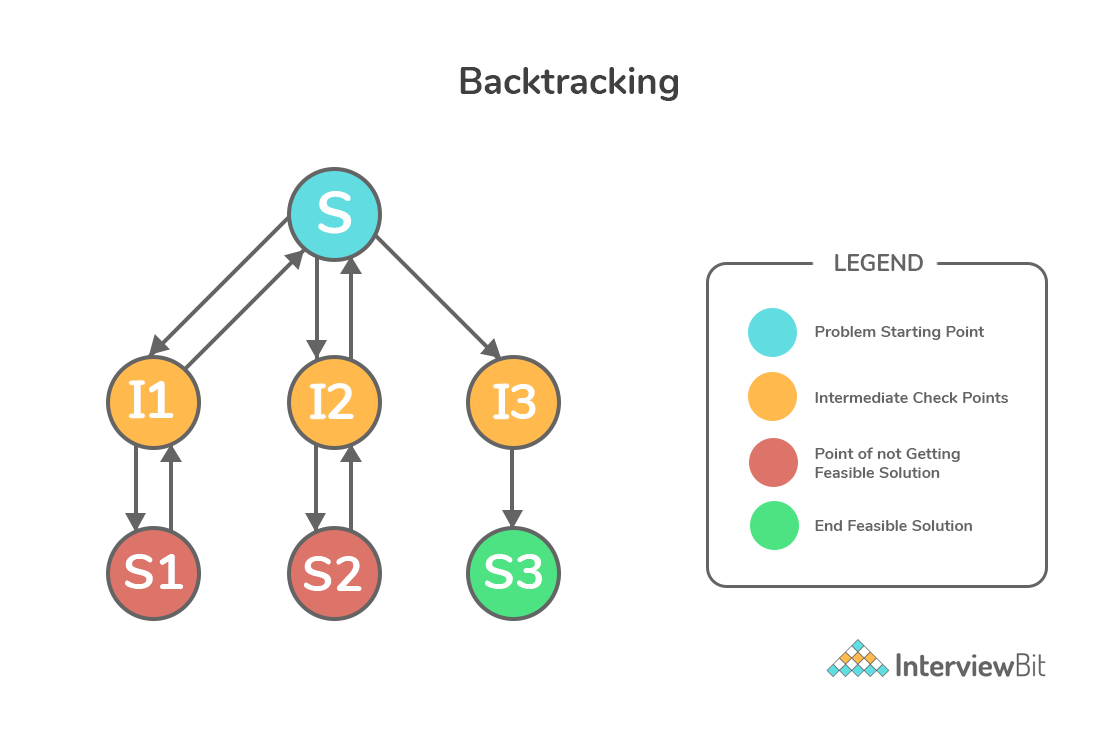 Backtracking
S
LEGEND
Problem Starting Point
I1
I2
I3
Intermediate Check Points
Point of not Getting
Feasible Solution
End Feasible Solution
S1
S2
S3
InterviewBit